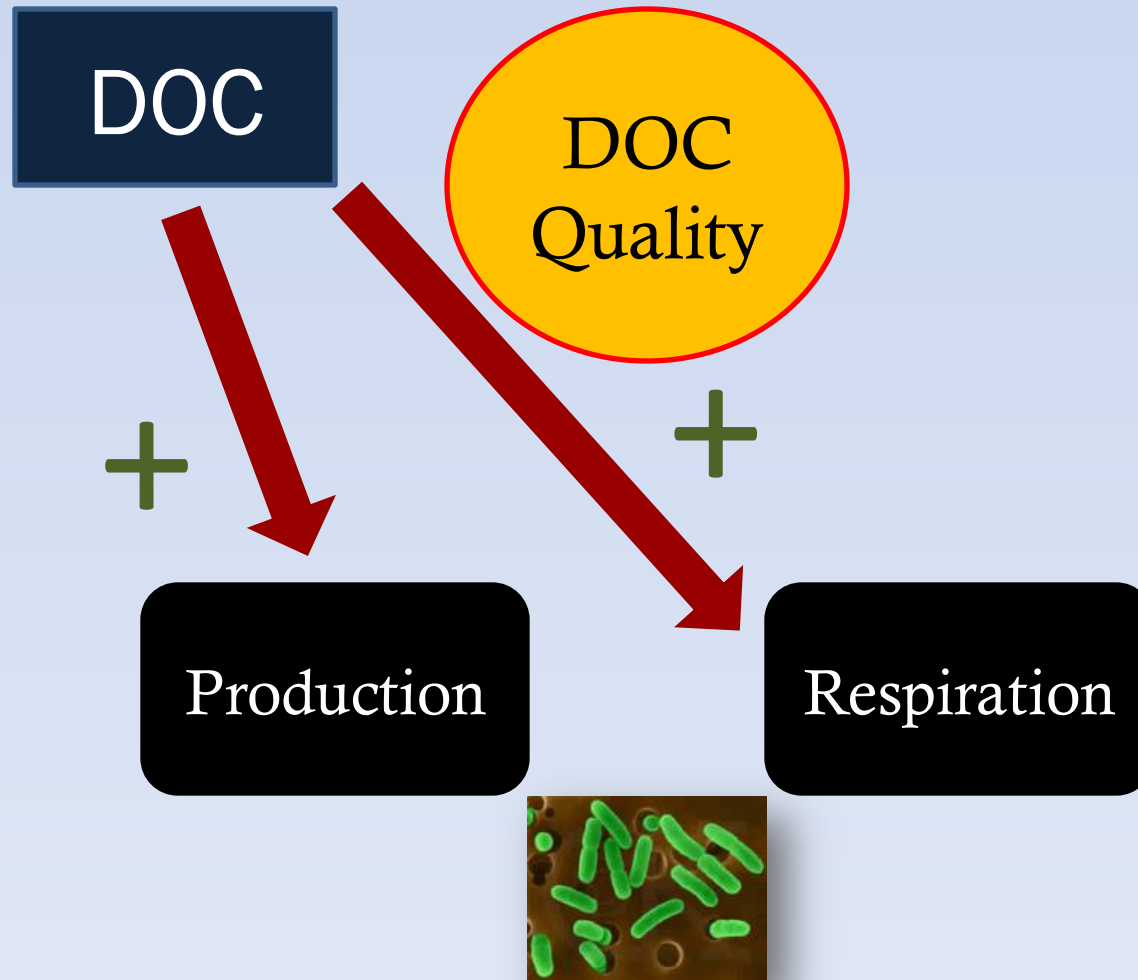 DOC
DOC
Quality
+
+
Production
Respiration